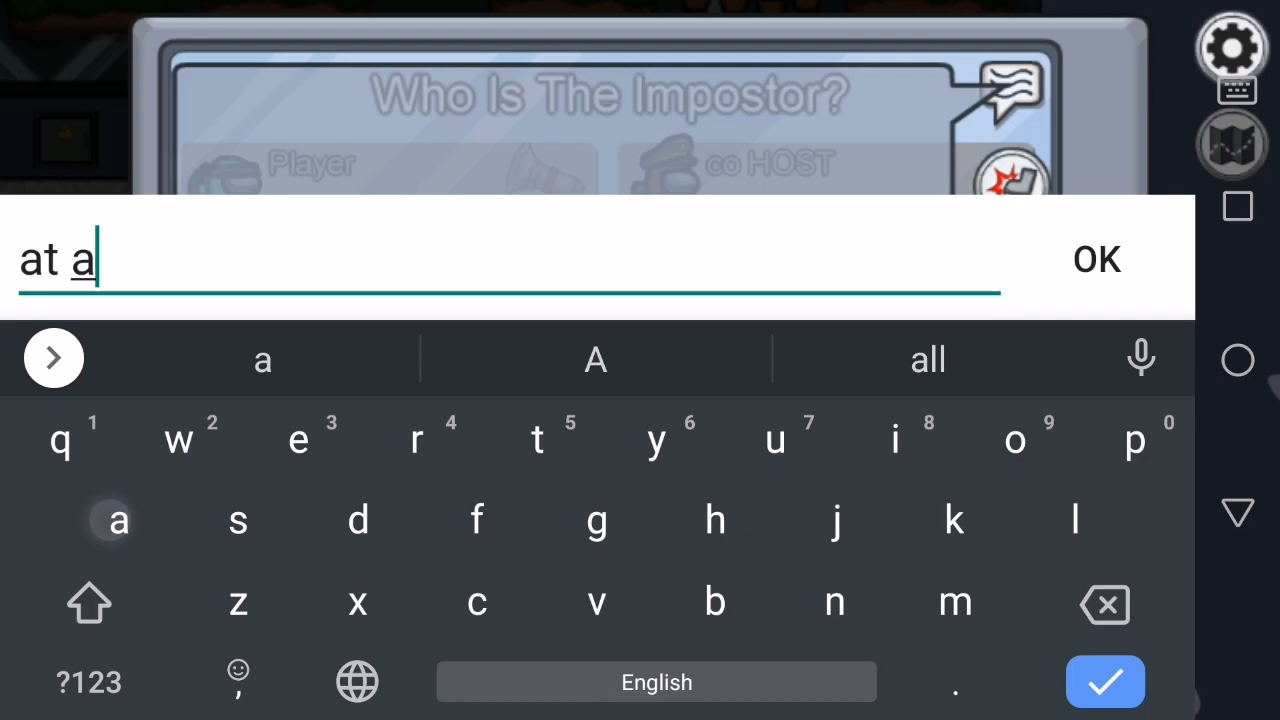 Who Is The Impostor?
Player
co HOST
at a
OK
a A all
q 1 w 2 e 3 r 4 t 5 y 6 u 7 i 8 o 9 p 0
a s d f g h j k l
z x c v b n m
?123 , English .